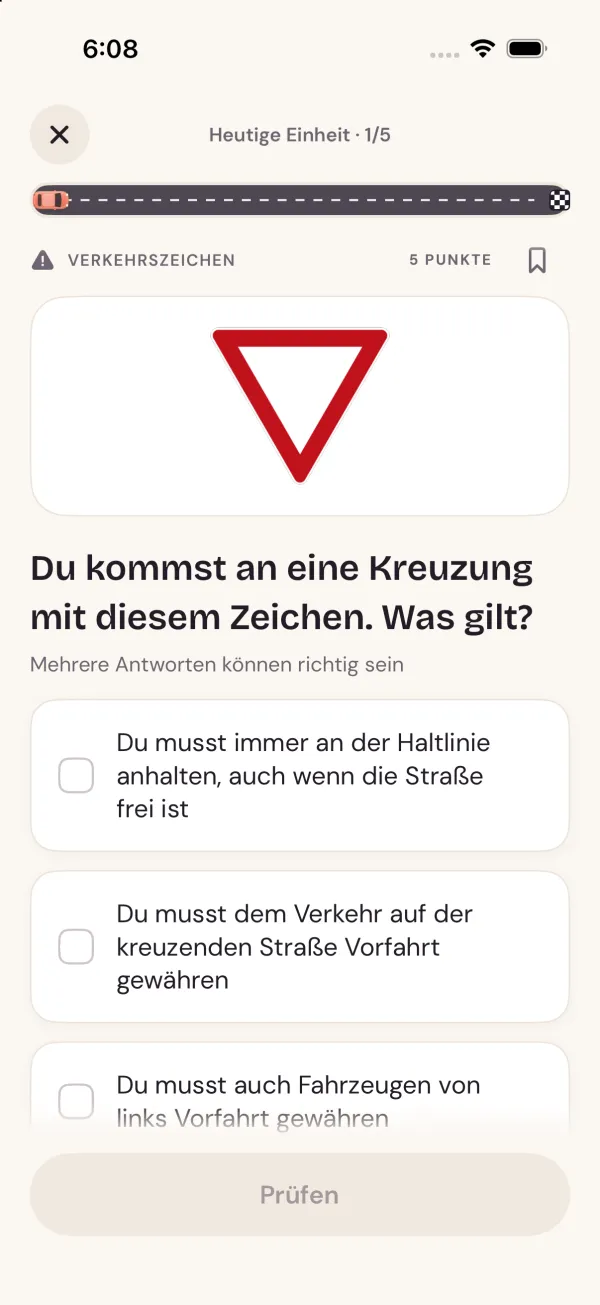 6:08
Heutige Einheit · 1/5
VERKEHRSZEICHEN
5 PUNKTE
Du kommst an eine Kreuzung
mit diesem Zeichen. Was gilt?
Mehrere Antworten können richtig sein
Du musst immer an der Haltlinie
anhalten, auch wenn die Straße
frei ist
Du musst dem Verkehr auf der
kreuzenden Straße Vorfahrt
gewähren
Du musst auch Fahrzeugen von
links Vorfahrt gewähren
Prüfen